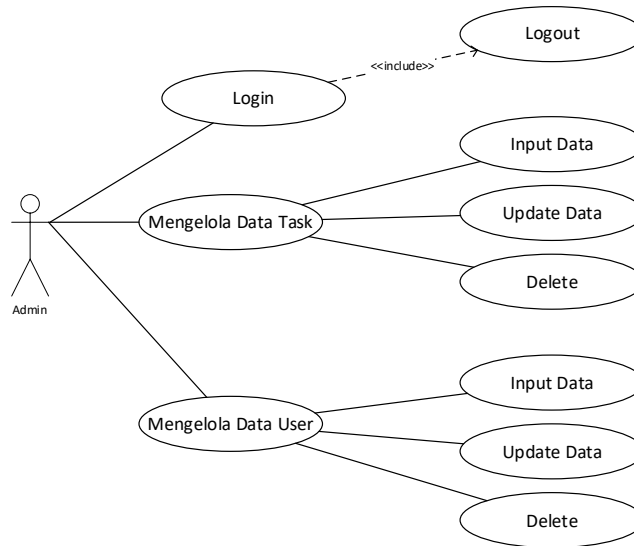 Logout
<<include>>
Login
Input Data
Mengelola Data Task
Update Data
Delete
Admin
Input Data
Mengelola Data User
Update Data
Delete